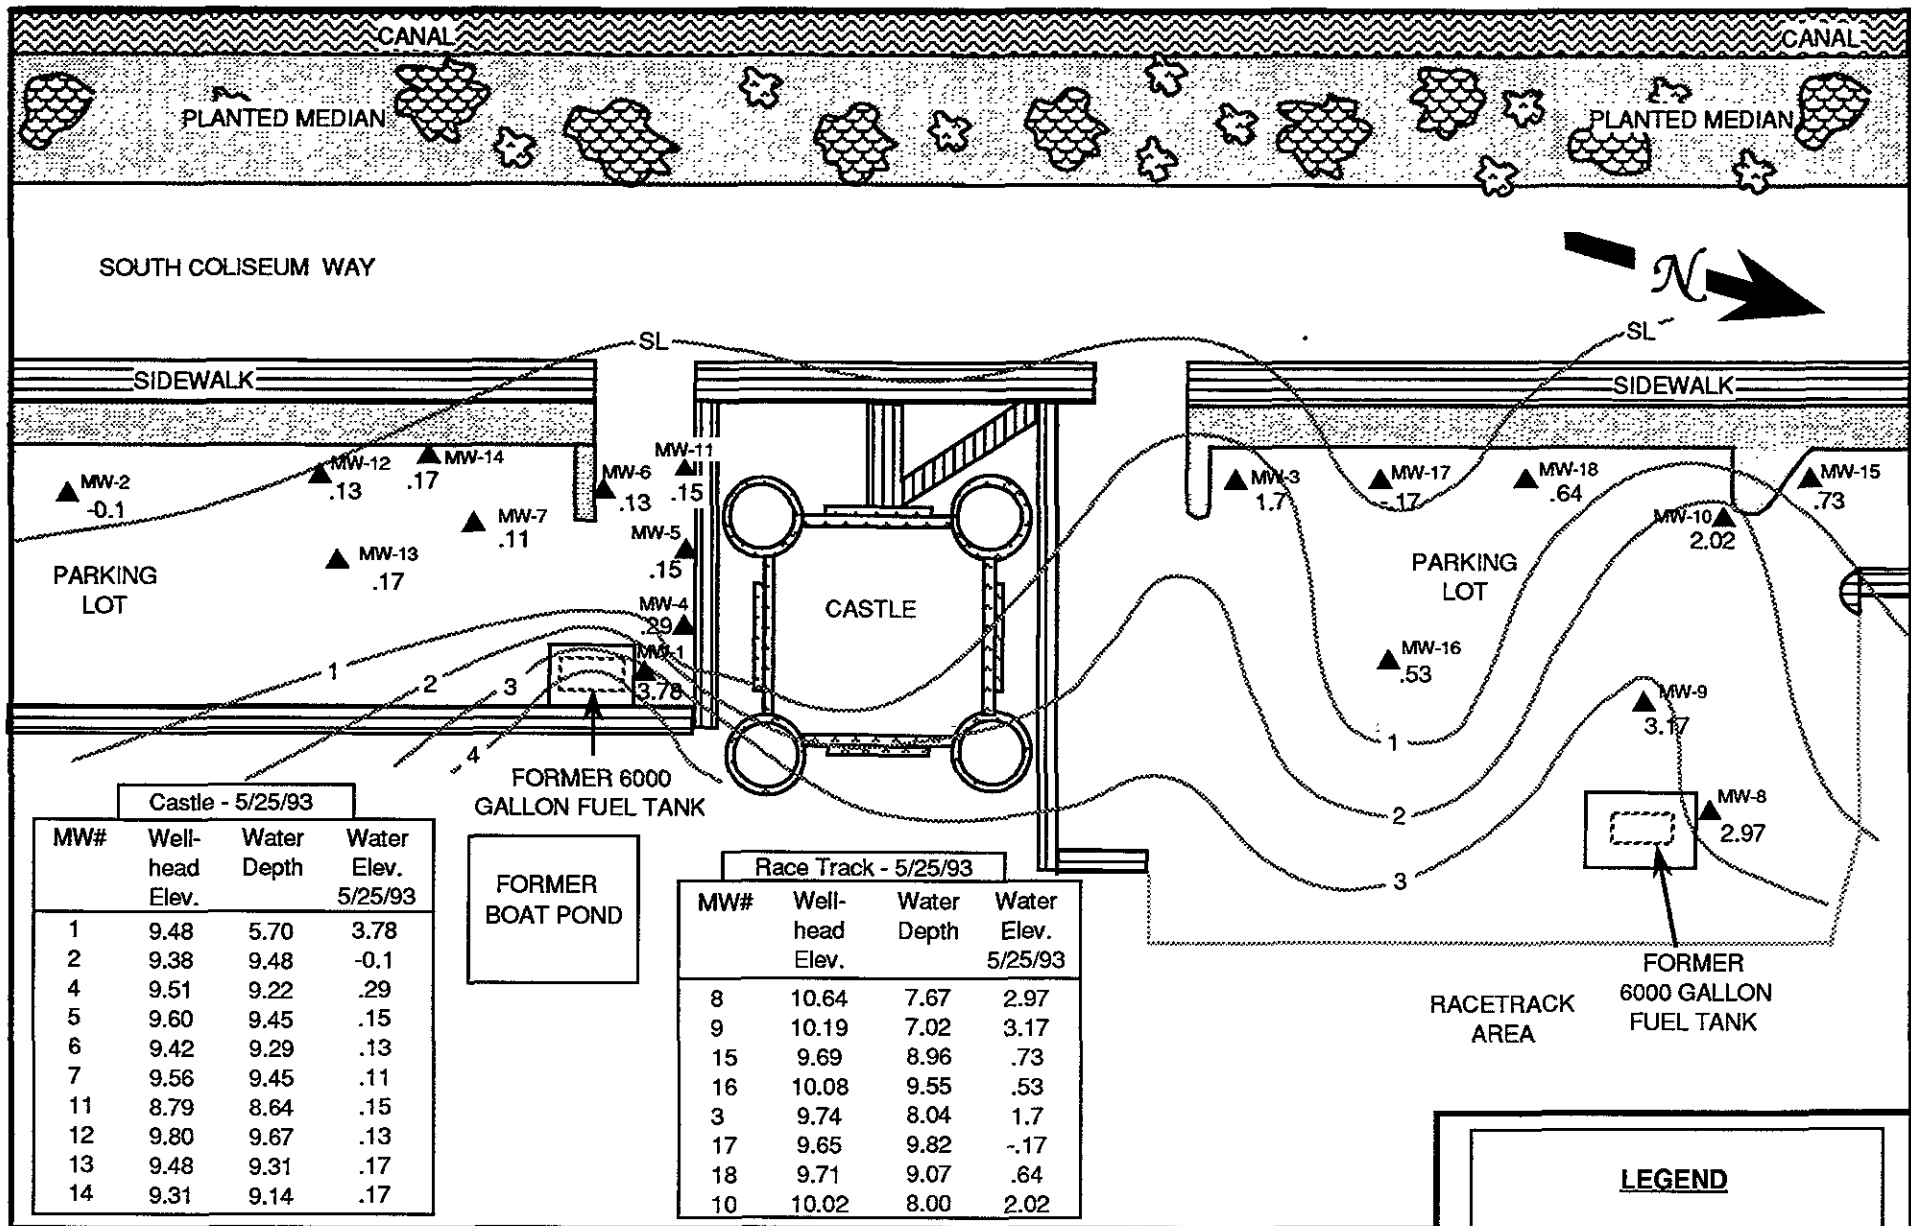 CANAL
CANAL
PLANTED MEDIAN
PLANTED MEDIAN
SOUTH COLISEUM WAY
N
SL
SL
SIDEWALK
SIDEWALK
MW-2
-0.1
MW-12
.13
MW-14
.17
MW-7
.11
MW-13
.17
MW-6
.13
MW-11
.15
MW-5
.15
MW-4
.29
MW-1
3.78
MW-3
1.7
MW-17
-.17
MW-18
.64
MW-15
.73
MW-10
2.02
MW-16
.53
MW-9
3.17
MW-8
2.97
PARKING
LOT
CASTLE
PARKING
LOT
1
2
3
4
1
2
3
FORMER 6000
GALLON FUEL TANK
FORMER
BOAT POND
FORMER
6000 GALLON
FUEL TANK
RACETRACK
AREA
Castle - 5/25/93
MW# Well-head Elev. Water Depth Water Elev. 5/25/93
1 9.48 5.70 3.78
2 9.38 9.48 -0.1
4 9.51 9.22 .29
5 9.60 9.45 .15
6 9.42 9.29 .13
7 9.56 9.45 .11
11 8.79 8.64 .15
12 9.80 9.67 .13
13 9.48 9.31 .17
14 9.31 9.14 .17
Race Track - 5/25/93
MW# Well-head Elev. Water Depth Water Elev. 5/25/93
8 10.64 7.67 2.97
9 10.19 7.02 3.17
15 9.69 8.96 .73
16 10.08 9.55 .53
3 9.74 8.04 1.7
17 9.65 9.82 -.17
18 9.71 9.07 .64
10 10.02 8.00 2.02
LEGEND